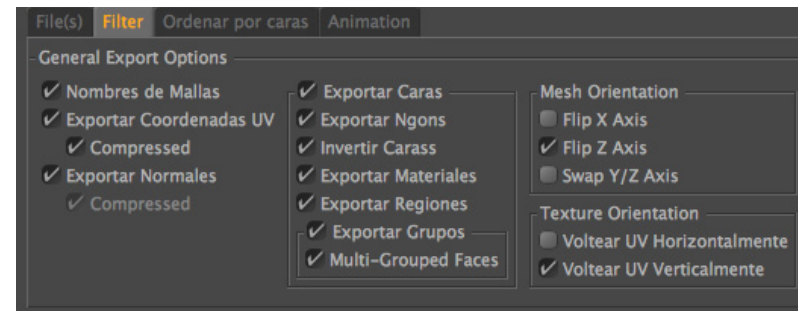 File(s) Filter Ordenar por caras Animation
General Export Options
Nombres de Mallas
Exportar Coordenadas UV
Compressed
Exportar Normales
Compressed
Exportar Caras
Exportar Ngons
Invertir Carass
Exportar Materiales
Exportar Regiones
Exportar Grupos
Multi-Grouped Faces
Mesh Orientation
Flip X Axis
Flip Z Axis
Swap Y/Z Axis
Texture Orientation
Voltear UV Horizontalmente
Voltear UV Verticalmente